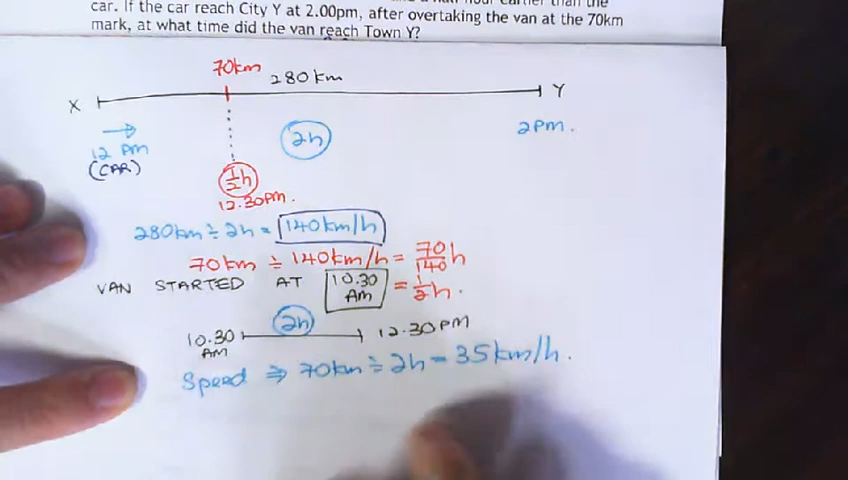 car. If the car reach City Y at 2.00pm, after overtaking the van at the 70km
mark, at what time did the van reach Town Y?
70km
280 km
X
Y
12 PM
(CAR)
2h
2pm.
1/2h
12.30pm.
280km ÷ 2h = 140km/h
70km ÷ 140km/h = 70/140 h
VAN STARTED AT 10.30 AM
= 1/2h.
2h
10.30 AM
12.30PM
Speed ⇒ 70km ÷ 2h = 35km/h.